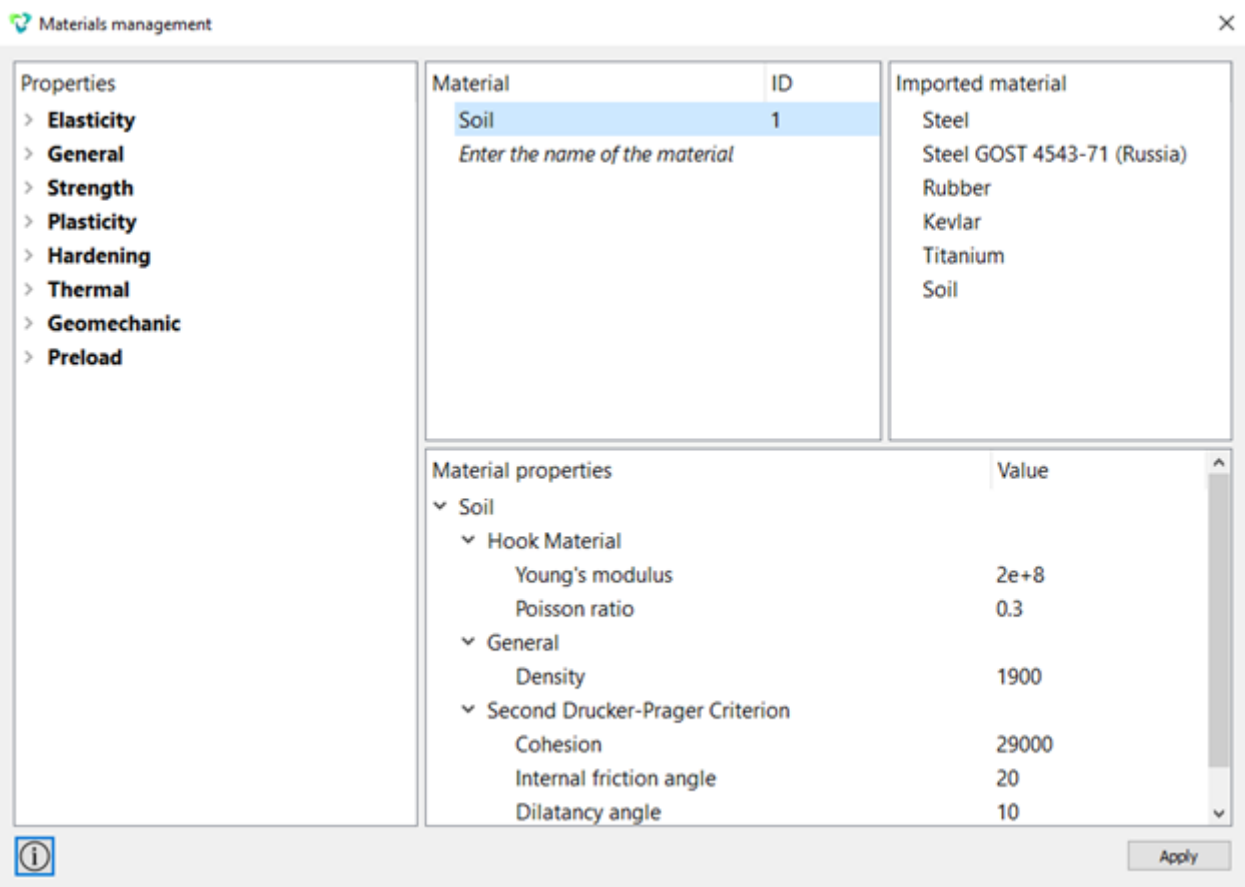 Materials management
Properties
Elasticity
General
Strength
Plasticity
Hardening
Thermal
Geomechanic
Preload
Material ID
Soil 1
Enter the name of the material
Imported material
Steel
Steel GOST 4543-71 (Russia)
Rubber
Kevlar
Titanium
Soil
Material properties Value
Soil
Hook Material
Young's modulus 2e+8
Poisson ratio 0.3
General
Density 1900
Second Drucker-Prager Criterion
Cohesion 29000
Internal friction angle 20
Dilatancy angle 10
Apply